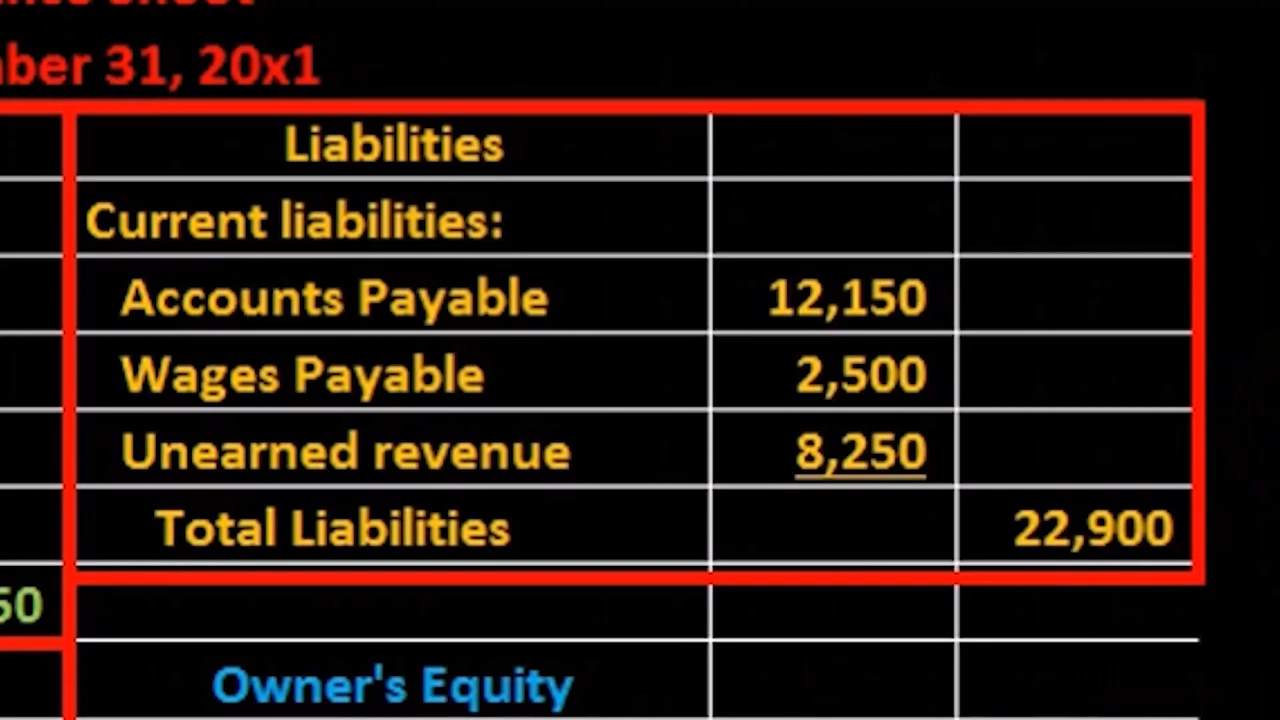 31, 20x1
Liabilities
Current liabilities:
Accounts Payable 12,150
Wages Payable 2,500
Unearned revenue 8,250
Total Liabilities 22,900
50
Owner's Equity